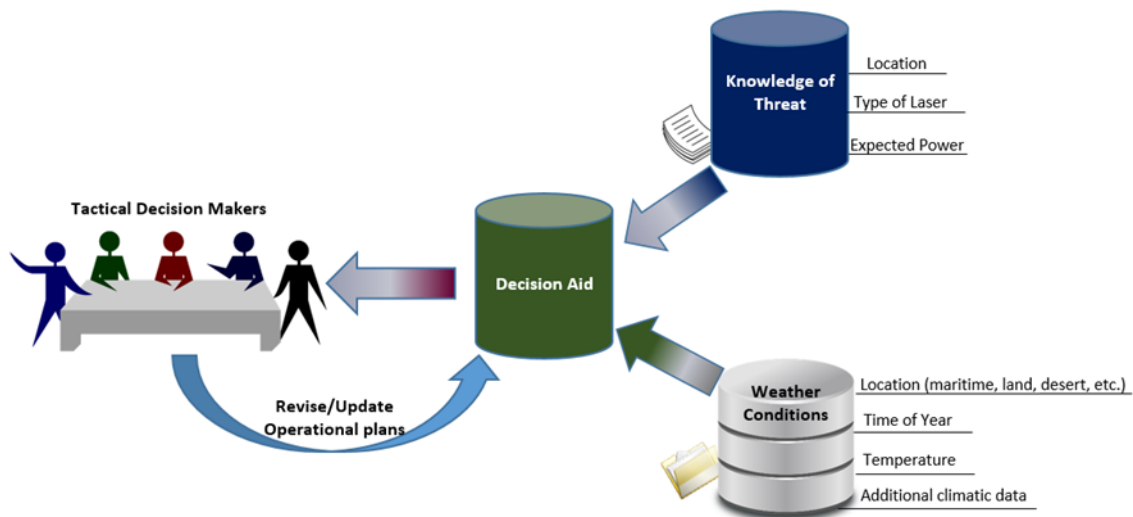 Knowledge of
Threat
Location
Type of Laser
Expected Power
Tactical Decision Makers
Decision Aid
Revise/Update
Operational plans
Weather
Conditions
Location (maritime, land, desert, etc.)
Time of Year
Temperature
Additional climatic data